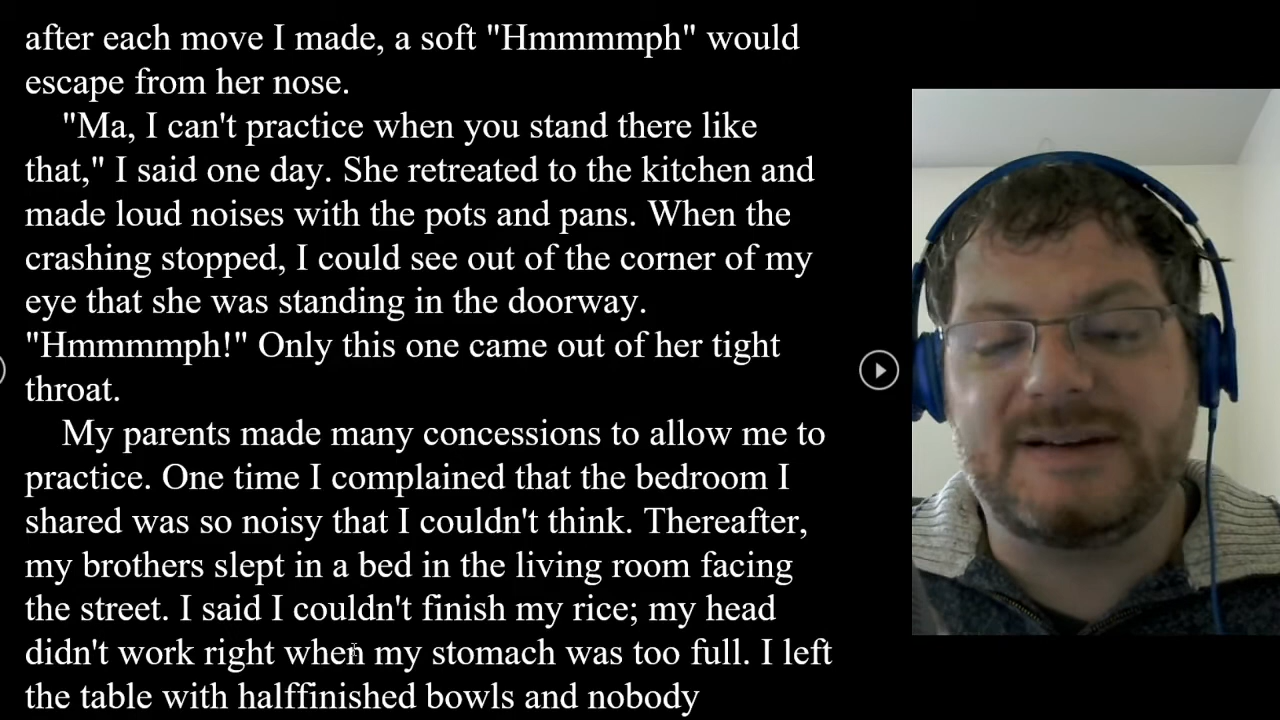 after each move I made, a soft "Hmmmmph" would
escape from her nose.
"Ma, I can't practice when you stand there like
that," I said one day. She retreated to the kitchen and
made loud noises with the pots and pans. When the
crashing stopped, I could see out of the corner of my
eye that she was standing in the doorway.
"Hmmmmph!" Only this one came out of her tight
throat.
My parents made many concessions to allow me to
practice. One time I complained that the bedroom I
shared was so noisy that I couldn't think. Thereafter,
my brothers slept in a bed in the living room facing
the street. I said I couldn't finish my rice; my head
didn't work right when my stomach was too full. I left
the table with halffinished bowls and nobody